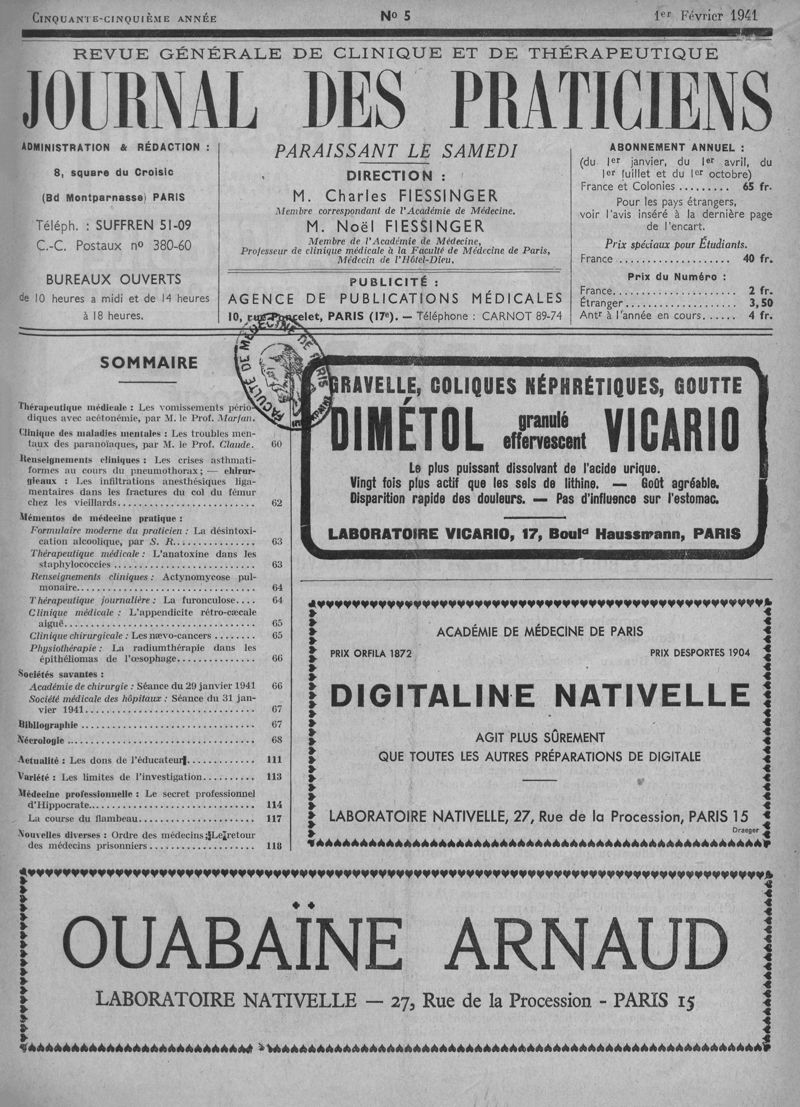 CINQUANTE-CINQUIÈME ANNÉE
No 5
1er Février 1941
REVUE GÉNÉRALE DE CLINIQUE ET DE THÉRAPEUTIQUE
JOURNAL DES PRATICIENS
ADMINISTRATION & RÉDACTION :
8, square du Croisic
(Bd Montparnasse) PARIS
Téléph. : SUFFREN 51-09
C.-C. Postaux no 380-60
BUREAUX OUVERTS
de 10 heures a midi et de 14 heures
à 18 heures.
PARAISSANT LE SAMEDI
DIRECTION :
M. Charles FIESSINGER
Membre correspondant de l'Académie de Médecine.
M. Noël FIESSINGER
Membre de l'Académie de Médecine,
Professeur de clinique médicale à la Faculté de Médecine de Paris,
Médecin de l'Hôtel-Dieu.
PUBLICITÉ :
AGENCE DE PUBLICATIONS MÉDICALES
10, rue Poncelet, PARIS (17e). — Téléphone : CARNOT 89-74
ABONNEMENT ANNUEL :
(du 1er janvier, du 1er avril, du
1er juillet et du 1er octobre)
France et Colonies ......... 65 fr.
Pour les pays étrangers,
voir l'avis inséré à la dernière page
de l'encart.
Prix spéciaux pour Étudiants.
France .................. 40 fr.
Prix du Numéro :
France.................... 2 fr.
Étranger.................. 3,50
Antr à l'année en cours...... 4 fr.
SOMMAIRE
Thérapeutique médicale : Les vomissements pério-
diques avec acétonémie, par M. le Prof. Marfan.
Clinique des maladies mentales : Les troubles men-
taux des paranoïaques, par M. le Prof. Claude. 60
Renseignements cliniques : Les crises asthmati-
formes au cours du pneumothorax ; — chirur-
gicaux : Les infiltrations anesthésiques liga-
mentaires dans les fractures du col du fémur
chez les vieillards........................ 62
Mémentos de médecine pratique :
Formulaire moderne du praticien : La désintoxi-
cation alcoolique, par S. R................ 63
Thérapeutique médicale : L'anatoxine dans les
staphylococcies ........................ 63
Renseignements cliniques : Actynomycose pul-
monaire............................... 64
Thérapeutique journalière : La furonculose.... 64
Clinique médicale : L'appendicite rétro-cæcale
aiguë................................. 65
Clinique chirurgicale : Les nævo-cancers ........ 65
Physiothérapie : La radiumthérapie dans les
épithéliomas de l'œsophage................ 66
Sociétés savantes :
Académie de chirurgie : Séance du 29 janvier 1941 66
Société médicale des hôpitaux : Séance du 31 jan-
vier 1941.............................. 67
Bibliographie ............................ 67
Nécrologie .............................. 68
Actualité : Les dons de l'éducateur............ 111
Variété : Les limites de l'investigation.......... 113
Médecine professionnelle : Le secret professionnel
d'Hippocrate............................ 114
La course du flambeau..................... 117
Nouvelles diverses : Ordre des médecins ; Le retour
des médecins prisonniers .................. 118
FACULTÉ DE MÉDECINE DE PARIS
GRAVELLE, COLIQUES NÉPHRÉTIQUES, GOUTTE
DIMÉTOL granulé effervescent VICARIO
Le plus puissant dissolvant de l'acide urique.
Vingt fois plus actif que les sels de lithine. — Goût agréable.
Disparition rapide des douleurs. — Pas d'influence sur l'estomac.
LABORATOIRE VICARIO, 17, Bould Haussmann, PARIS
ACADÉMIE DE MÉDECINE DE PARIS
PRIX ORFILA 1872
PRIX DESPORTES 1904
DIGITALINE NATIVELLE
AGIT PLUS SÛREMENT
QUE TOUTES LES AUTRES PRÉPARATIONS DE DIGITALE
LABORATOIRE NATIVELLE, 27, Rue de la Procession, PARIS 15
Draeger
OUABAÏNE ARNAUD
LABORATOIRE NATIVELLE — 27, Rue de la Procession - PARIS 15